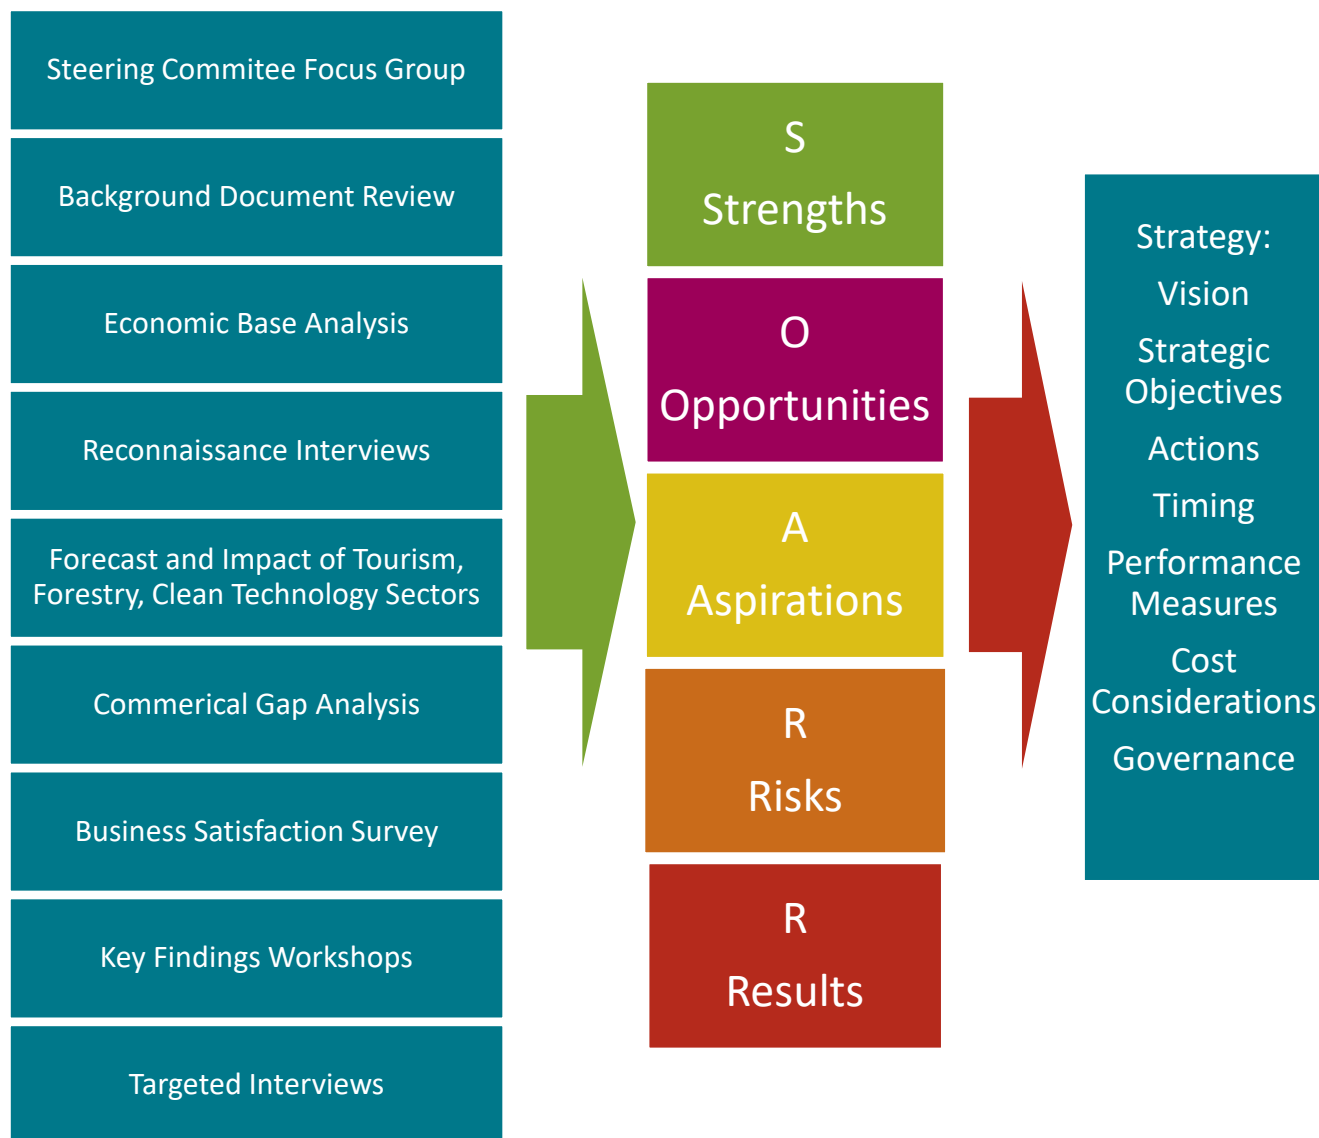 Steering Commitee Focus Group
Background Document Review
Economic Base Analysis
Reconnaissance Interviews
Forecast and Impact of Tourism,
Forestry, Clean Technology Sectors
Commerical Gap Analysis
Business Satisfaction Survey
Key Findings Workshops
Targeted Interviews
S
Strengths
O
Opportunities
A
Aspirations
R
Risks
R
Results
Strategy:
Vision
Strategic
Objectives
Actions
Timing
Performance
Measures
Cost
Considerations
Governance